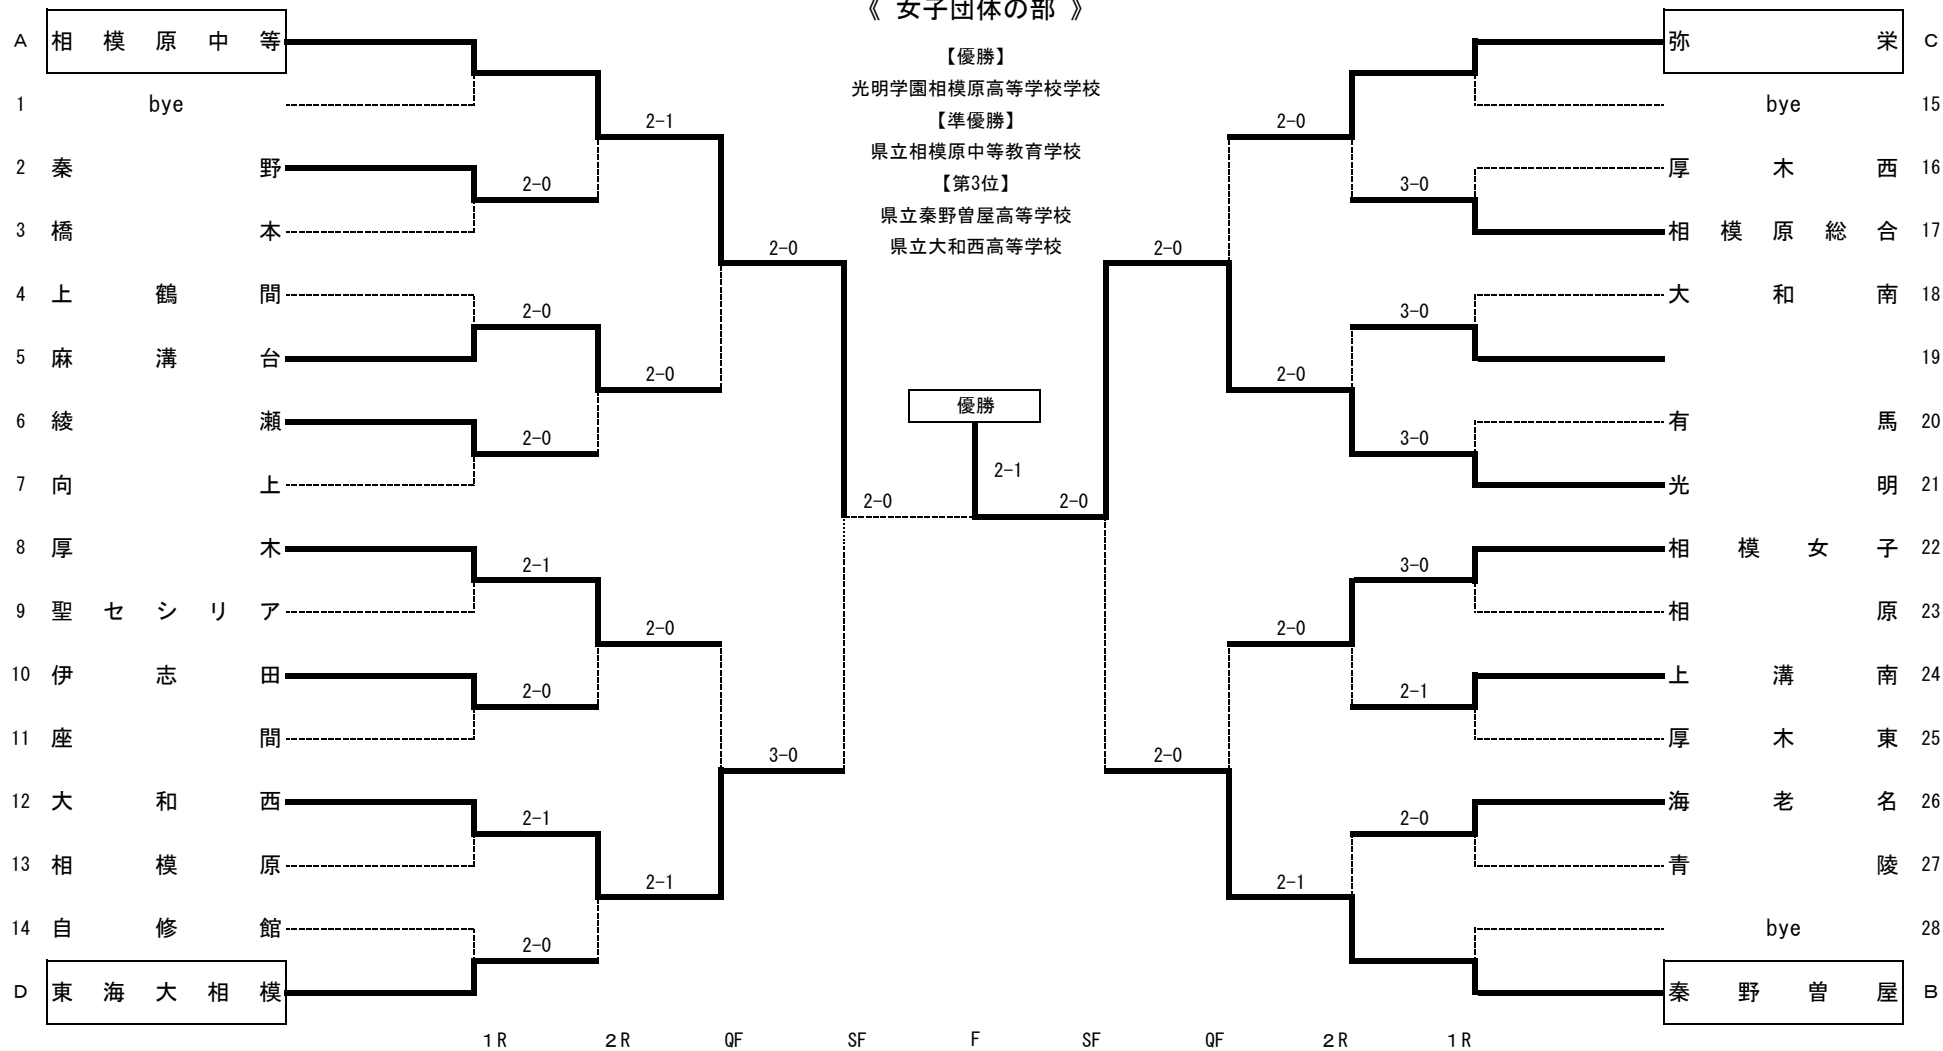 《 女子団体の部 》
【優勝】
光明学園相模原高等学校学校
【準優勝】
県立相模原中等教育学校
【第3位】
県立秦野曽屋高等学校
県立大和西高等学校
A 相模原中等
1 bye
2 秦野
3 橋本
4 上鶴間
5 麻溝台
6 綾瀬
7 向上
8 厚木
9 聖セシリア
10 伊志田
11 座間
12 大和西
13 相模原
14 自修館
D 東海大相模
2-0
2-0
2-0
2-1
2-0
2-1
2-0
2-1
2-0
2-0
2-1
2-0
3-0
2-0
優勝
2-1
2-0
2-0
2-0
2-0
2-0
2-0
2-1
3-0
3-0
3-0
3-0
2-1
2-0
弥栄 C
bye 15
厚木西 16
相模原総合 17
大和南 18
19
有馬 20
光明 21
相模女子 22
相原 23
上溝南 24
厚木東 25
海老名 26
青陵 27
bye 28
秦野曽屋 B
1R 2R QF SF F SF QF 2R 1R